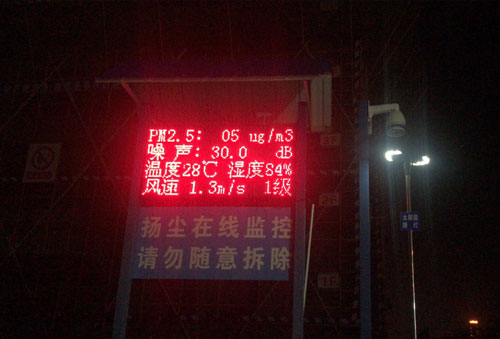 PM2.5: 05 ug/m3
噪 声: 30.0 dB
温度28℃ 湿度84%
风速 1.3m/s 1级
扬尘在线监控
请勿随意拆除